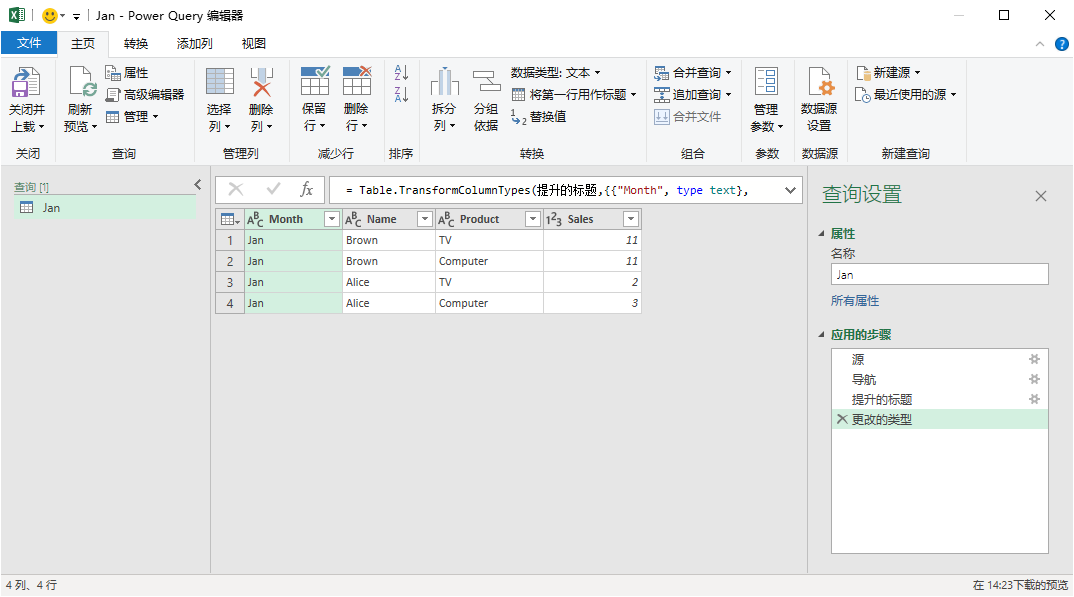 Jan - Power Query 编辑器
文件 主页 转换 添加列 视图
关闭并上载
关闭
刷新预览
属性
高级编辑器
管理
查询
选择列
删除列
管理列
保留行
删除行
减少行
排序
拆分列
分组依据
数据类型: 文本
将第一行用作标题
替换值
转换
合并查询
追加查询
合并文件
组合
管理参数
参数
数据源设置
数据源
新建源
最近使用的源
新建查询
查询 [1]
Jan
= Table.TransformColumnTypes(提升的标题,{{"Month", type text},
Month Name Product Sales
1 Jan Brown TV 11
2 Jan Brown Computer 11
3 Jan Alice TV 2
4 Jan Alice Computer 3
查询设置
属性
名称
Jan
所有属性
应用的步骤
源
导航
提升的标题
更改的类型
4 列、4 行
在 14:23下载的预览